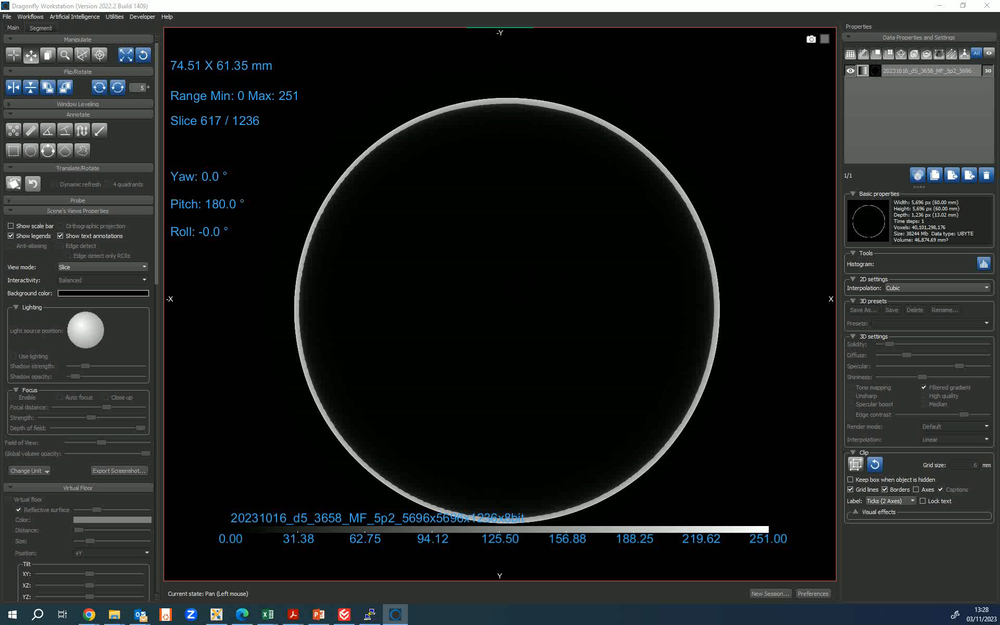 Dragonfly Workstation (Version 2022.2 Build 1409)
File Workflows Artificial Intelligence Utilities Developer Help
Main Segment
Manipulate
Flip/Rotate
5 °
Window Leveling
Annotate
Translate/Rotate
Dynamic refresh 4 quadrants
Probe
Scene's Views Properties
Show scale bar Orthographic projection
Show legends Show text annotations
Anti-aliasing Edge detect
Edge detect only ROIs
View mode: Slice
Interactivity: Balanced
Background color:
Lighting
Light source position:
Use lighting
Shadow strength:
Shadow opacity:
Focus
Enable Auto focus Close up
Focal distance:
Strength:
Depth of field:
Field of View:
Global volume opacity:
Change Unit Export Screenshot...
Virtual Floor
Virtual floor
Reflective surface
Color:
Distance:
Size:
Position: +Y
Tilt
XY:
XZ:
YZ:
-Y
74.51 X 61.35 mm
Range Min: 0 Max: 251
Slice 617 / 1236
Yaw: 0.0 °
Pitch: 180.0 °
Roll: -0.0 °
-X
X
20231016_d5_3658_MF_5p2_5696x5696x1236x8bit
0.00 31.38 62.75 94.12 125.50 156.88 188.25 219.62 251.00
Y
Current state: Pan (Left mouse)
New Session... Preferences
Properties
Data Properties and Settings
All
20231016_d5_3658_MF_5p2_5696... 3D
1/1
Basic properties
Width: 5,696 px (60.00 mm)
Height: 5,696 px (60.00 mm)
Depth: 1,236 px (13.02 mm)
Time steps: 1
Voxels: 40,101,298,176
Size: 38244 Mb Data type: UBYTE
Volume: 46,874.69 mm³
Tools
Histogram:
2D settings
Interpolation: Cubic
3D presets
Save As... Save Delete Rename...
Presets:
3D settings
Solidity:
Diffuse:
Specular:
Shininess:
Tone mapping Filtered gradient
Unsharp High quality
Specular boost Median
Edge contrast
Render mode: Default
Interpolation: Linear
Clip
Grid size: 6 mm
Keep box when object is hidden
Grid lines Borders Axes Captions
Label: Ticks (2 Axes) Lock text
Visual effects
13:28
03/11/2023